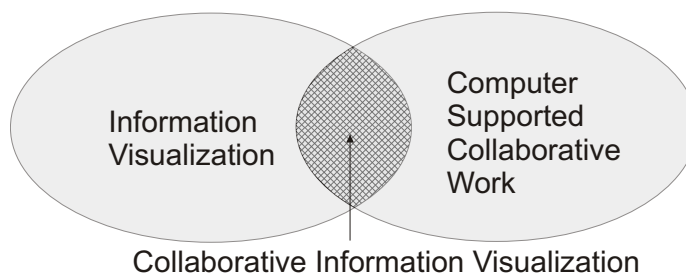 Information
Visualization
Computer
Supported
Collaborative
Work
Collaborative Information Visualization